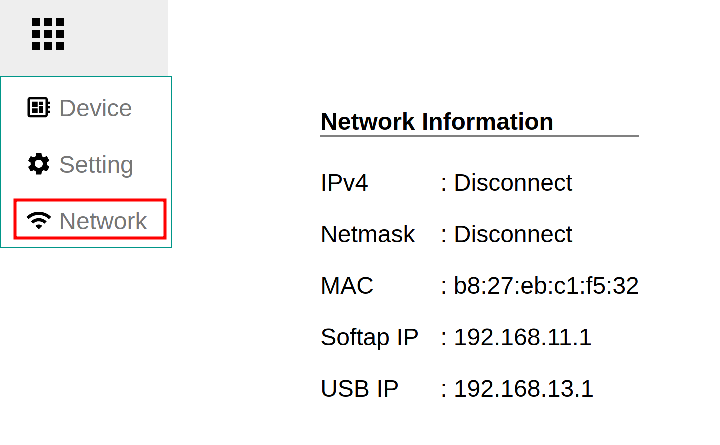 Device
Setting
Network
Network Information
IPv4 : Disconnect
Netmask : Disconnect
MAC : b8:27:eb:c1:f5:32
Softap IP : 192.168.11.1
USB IP : 192.168.13.1